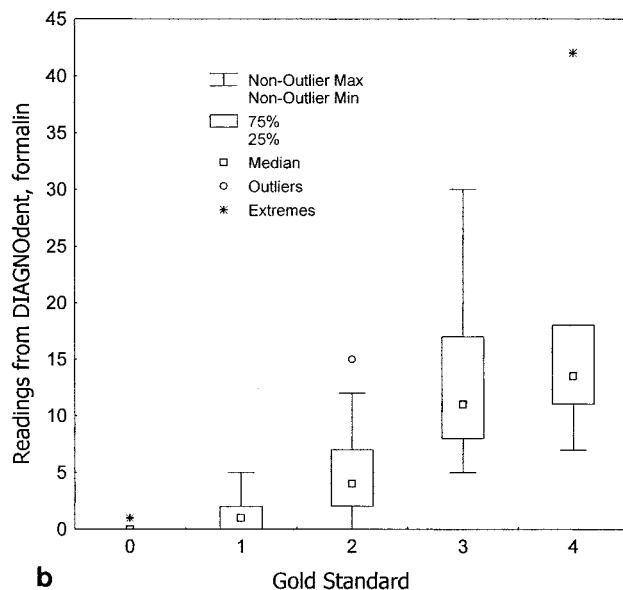 45
40
35
30
25
20
15
10
5
0
Readings from DIAGNOdent, formalin
Non-Outlier Max
Non-Outlier Min
75%
25%
Median
Outliers
Extremes
0 1 2 3 4
b
Gold Standard